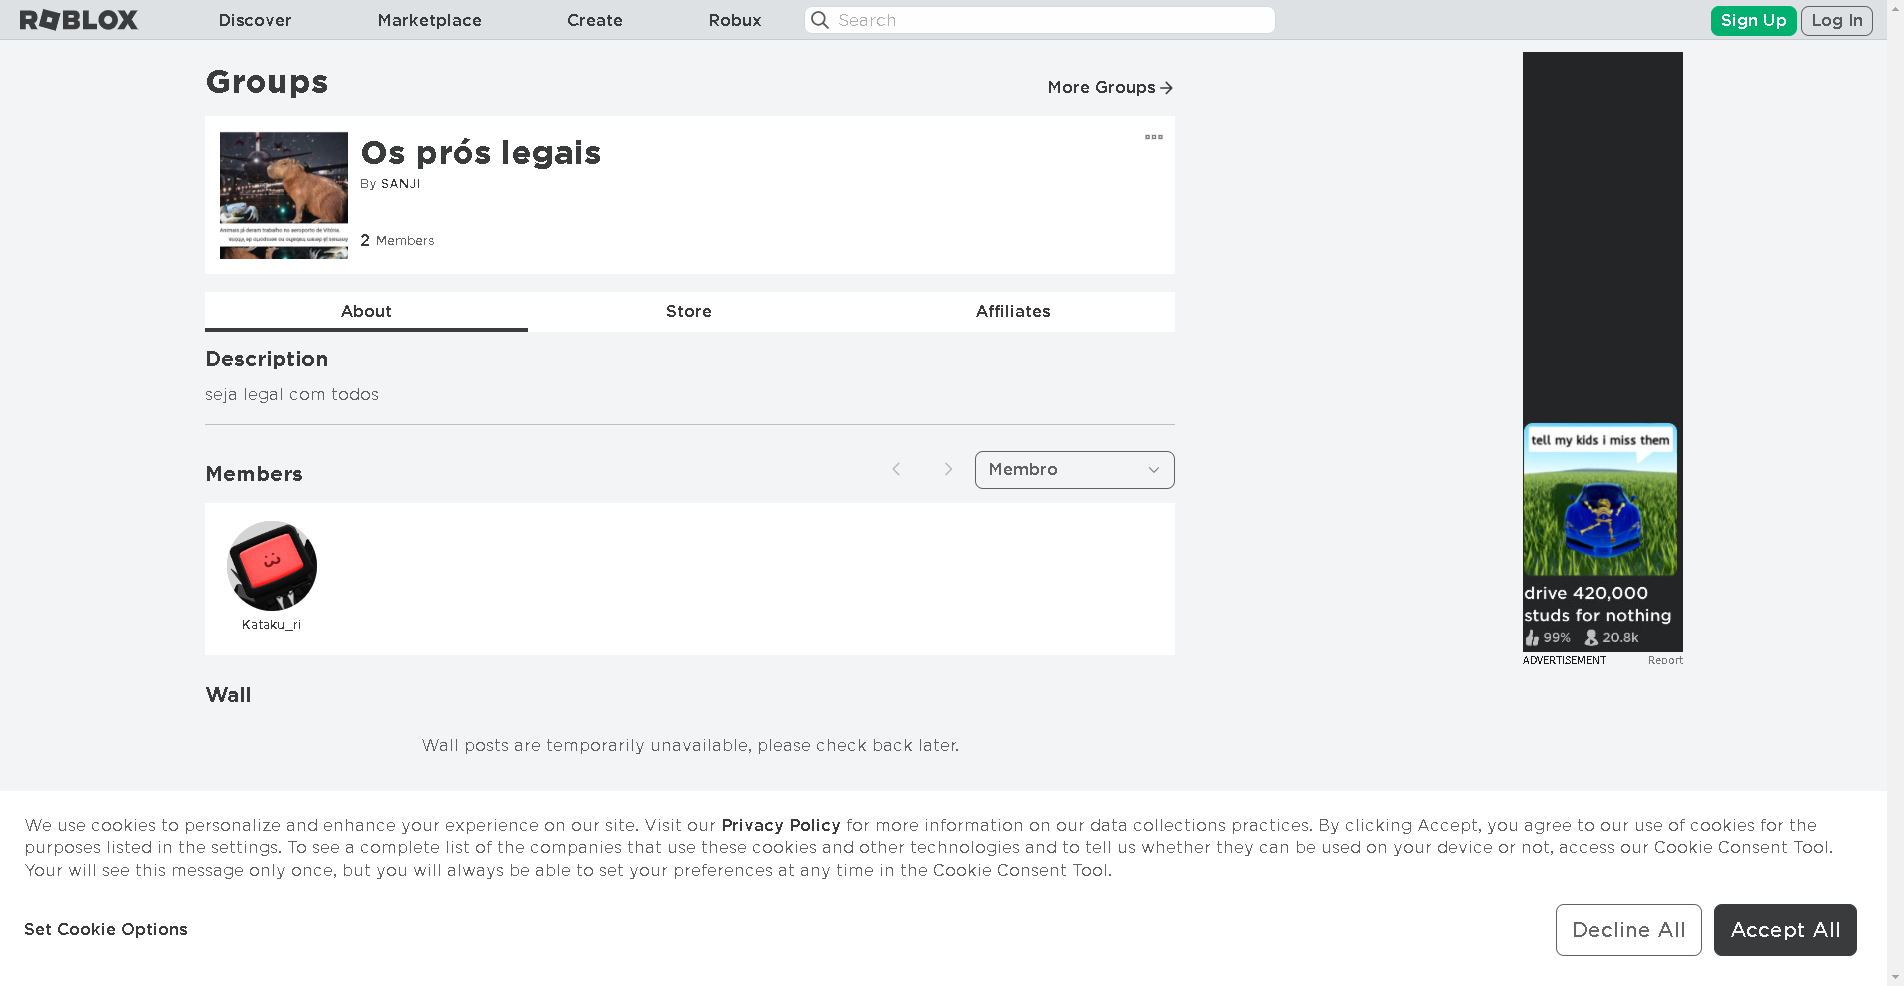 ROBLOX Discover Marketplace Create Robux Search Sign Up Log In
Groups
More Groups
Os prós legais
By SANJI
Animais já deram trabalho no aeroporto de Vitória.
2 Members
About Store Affiliates
Description
seja legal com todos
Members
Membro
Kataku_ri
Wall
Wall posts are temporarily unavailable, please check back later.
tell my kids i miss them
drive 420,000
studs for nothing
99% 20.8k
ADVERTISEMENT Report
We use cookies to personalize and enhance your experience on our site. Visit our Privacy Policy for more information on our data collections practices. By clicking Accept, you agree to our use of cookies for the
purposes listed in the settings. To see a complete list of the companies that use these cookies and other technologies and to tell us whether they can be used on your device or not, access our Cookie Consent Tool.
Your will see this message only once, but you will always be able to set your preferences at any time in the Cookie Consent Tool.
Set Cookie Options
Decline All
Accept All